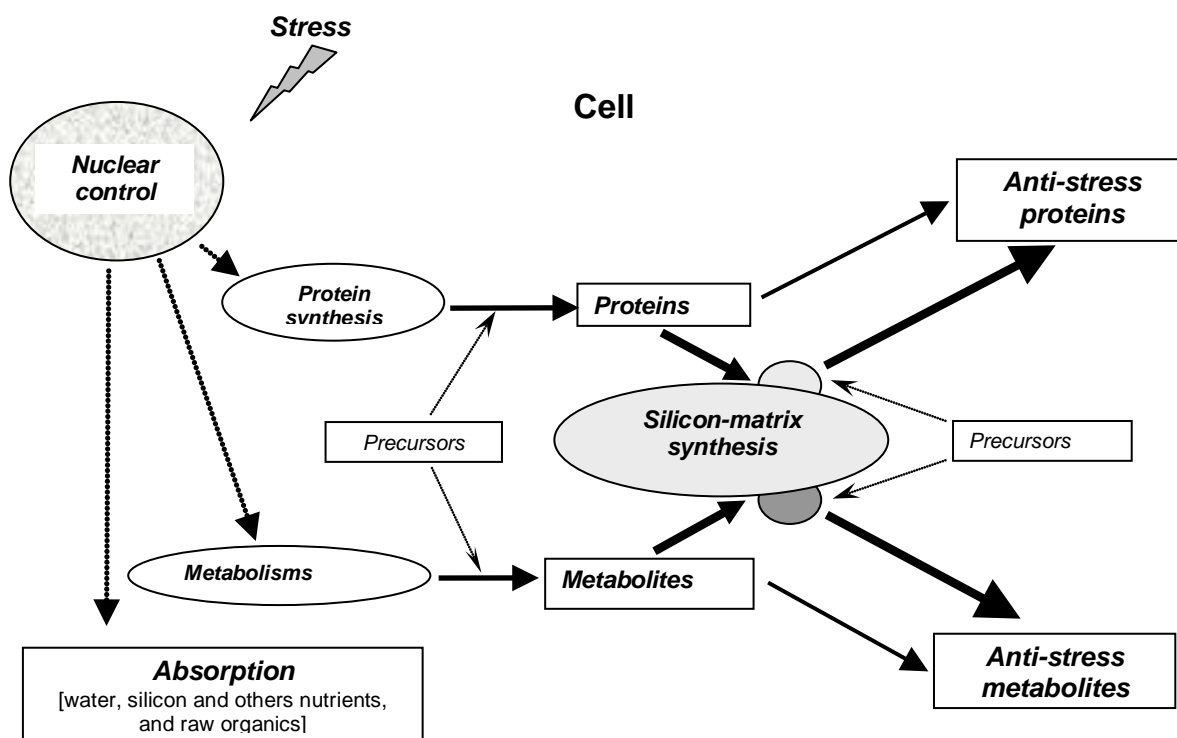 Stress
Cell
Nuclear
control
Anti-stress
proteins
Protein
synthesis
Proteins
Precursors
Silicon-matrix
synthesis
Precursors
Metabolisms
Metabolites
Absorption
[water, silicon and others nutrients,
and raw organics]
Anti-stress
metabolites